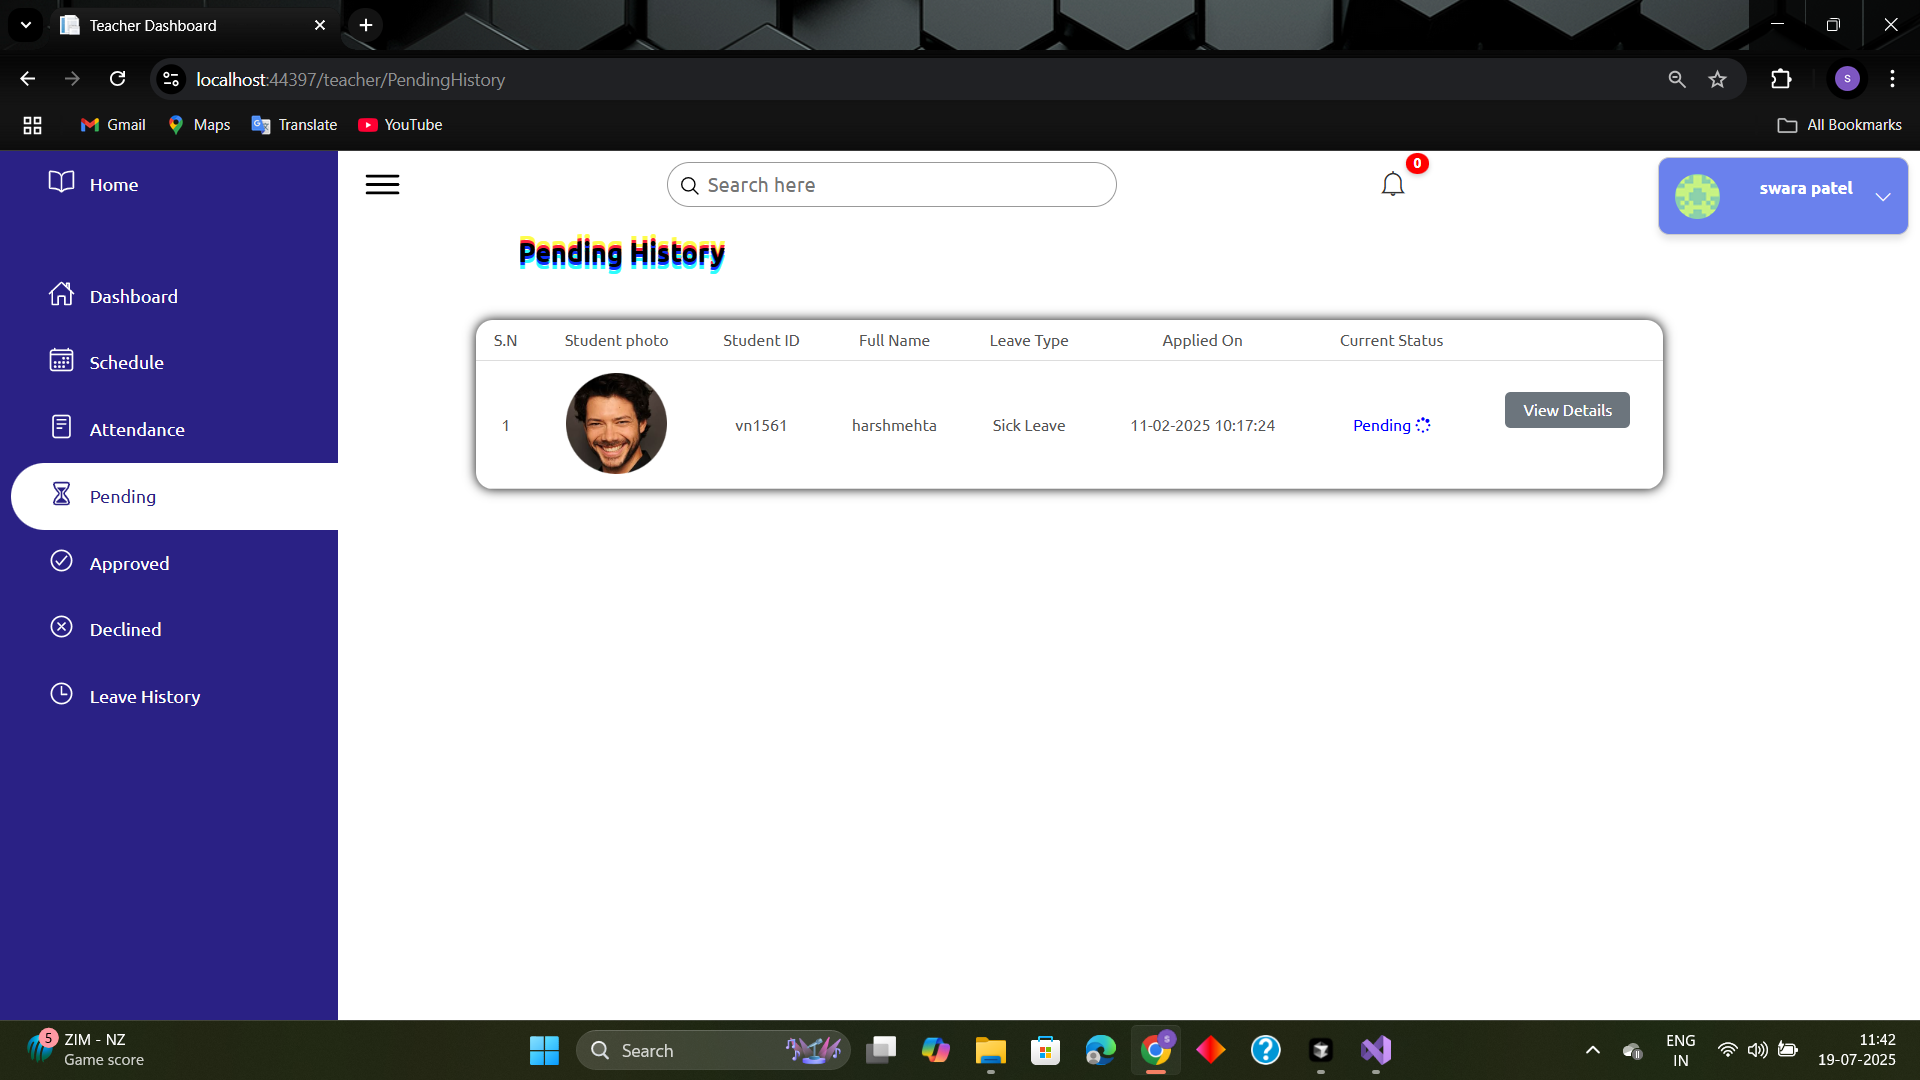 Teacher Dashboard
localhost:44397/teacher/PendingHistory
S
Gmail
Maps
Translate
YouTube
All Bookmarks
Home
Search here
0
swara patel
Pending History
Dashboard
Schedule
Attendance
Pending
Approved
Declined
Leave History
S.N Student photo Student ID Full Name Leave Type Applied On Current Status
1 vn1561 harshmehta Sick Leave 11-02-2025 10:17:24 Pending View Details
5
ZIM - NZ
Game score
Search
S
ENG
IN
11:42
19-07-2025